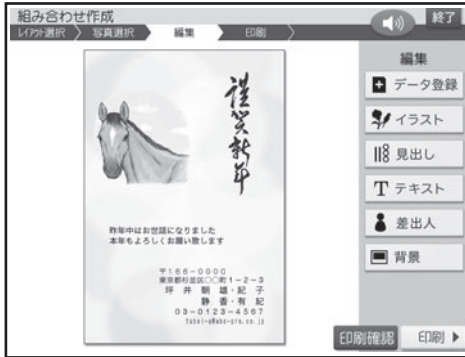 組み合わせ作成
終了
レイアウト選択
写真選択
編集
印刷
謹賀新年
昨年中はお世話になりました
本年もよろしくお願い致します
〒166-0000
東京都杉並区○○町1-2-3
坪井 朝雄・紀子
静香・有紀
03-0123-4567
編集
データ登録
イラスト
見出し
テキスト
差出人
背景
印刷確認
印刷